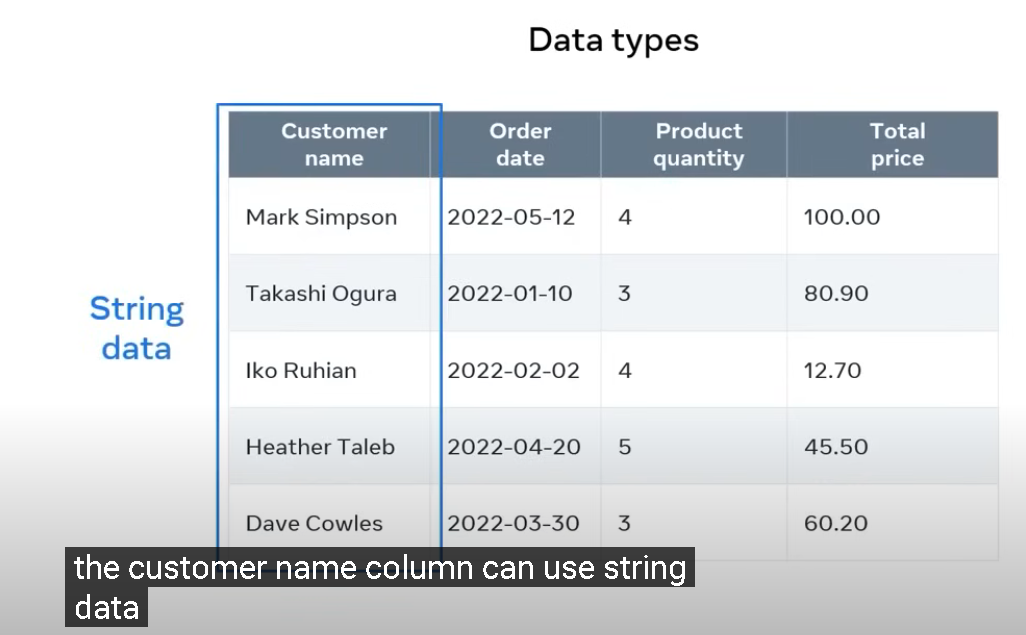 Data types
Customer name
Order date
Product quantity
Total price
Mark Simpson 2022-05-12 4 100.00
Takashi Ogura 2022-01-10 3 80.90
String data
Iko Ruhian 2022-02-02 4 12.70
Heather Taleb 2022-04-20 5 45.50
Dave Cowles 2022-03-30 3 60.20
the customer name column can use string
data